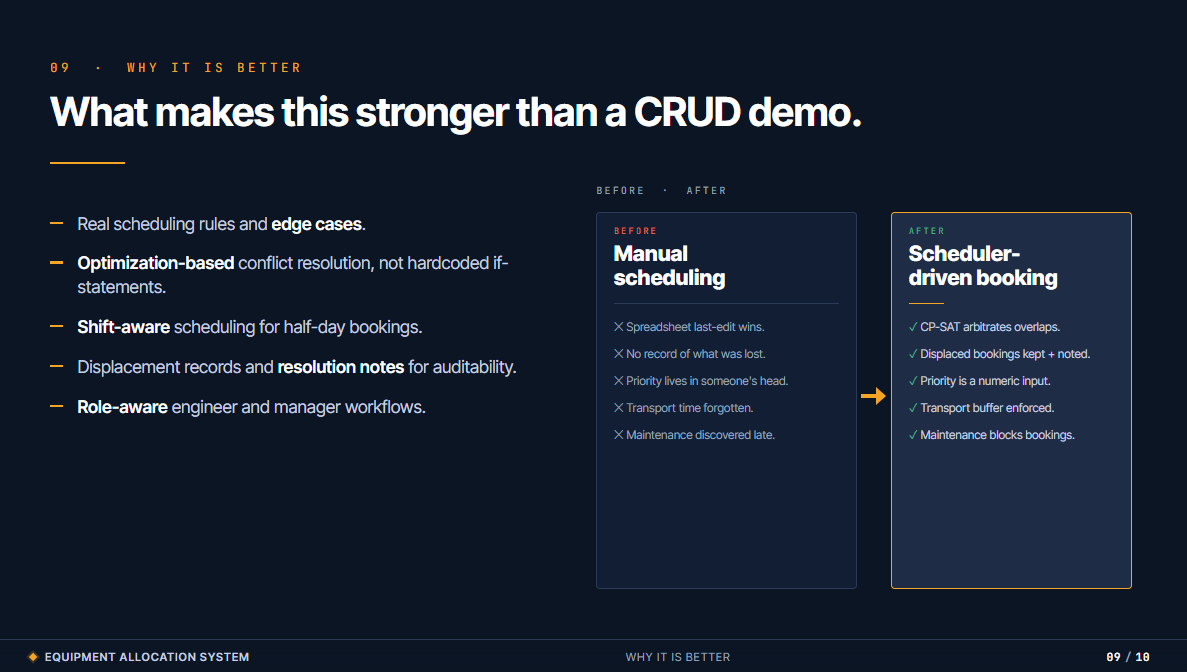 09 · WHY IT IS BETTER
What makes this stronger than a CRUD demo.
— Real scheduling rules and edge cases.
— Optimization-based conflict resolution, not hardcoded if-
statements.
— Shift-aware scheduling for half-day bookings.
— Displacement records and resolution notes for auditability.
— Role-aware engineer and manager workflows.
BEFORE · AFTER
BEFORE
Manual
scheduling
✕ Spreadsheet last-edit wins.
✕ No record of what was lost.
✕ Priority lives in someone's head.
✕ Transport time forgotten.
✕ Maintenance discovered late.
AFTER
Scheduler-
driven booking
✓ CP-SAT arbitrates overlaps.
✓ Displaced bookings kept + noted.
✓ Priority is a numeric input.
✓ Transport buffer enforced.
✓ Maintenance blocks bookings.
EQUIPMENT ALLOCATION SYSTEM
WHY IT IS BETTER
09 / 10